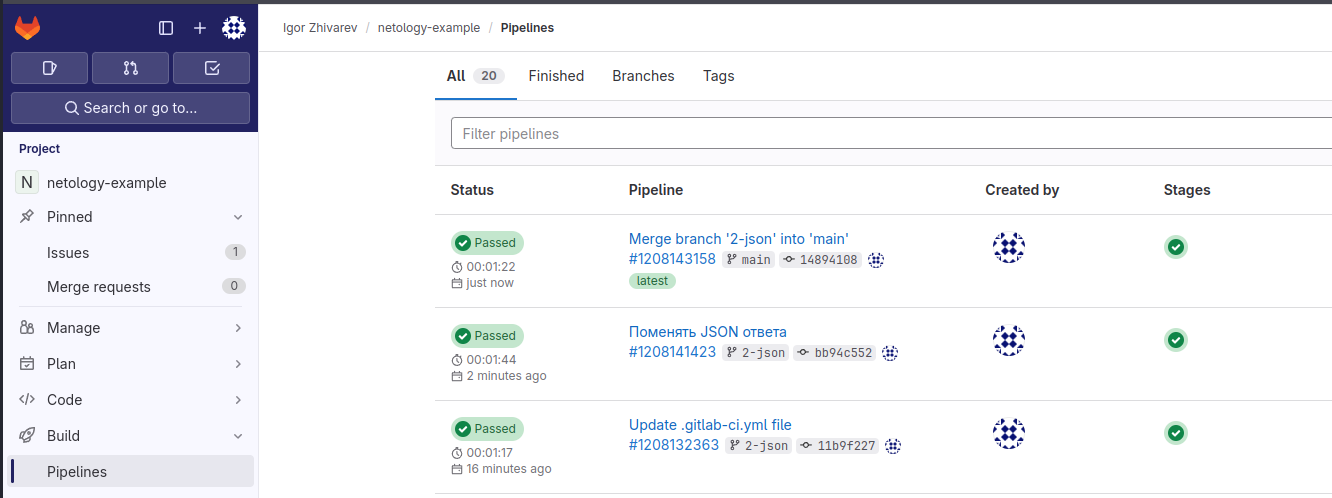 Igor Zhivarev / netology-example / Pipelines
Search or go to...
Project
N netology-example
Pinned
Issues 1
Merge requests 0
Manage
Plan
Code
Build
Pipelines
All 20 Finished Branches Tags
Filter pipelines
Status Pipeline Created by Stages
Passed
00:01:22
just now
Merge branch '2-json' into 'main'
#1208143158 main 14894108
latest
Passed
00:01:44
2 minutes ago
Поменять JSON ответа
#1208141423 2-json bb94c552
Passed
00:01:17
16 minutes ago
Update .gitlab-ci.yml file
#1208132363 2-json 11b9f227